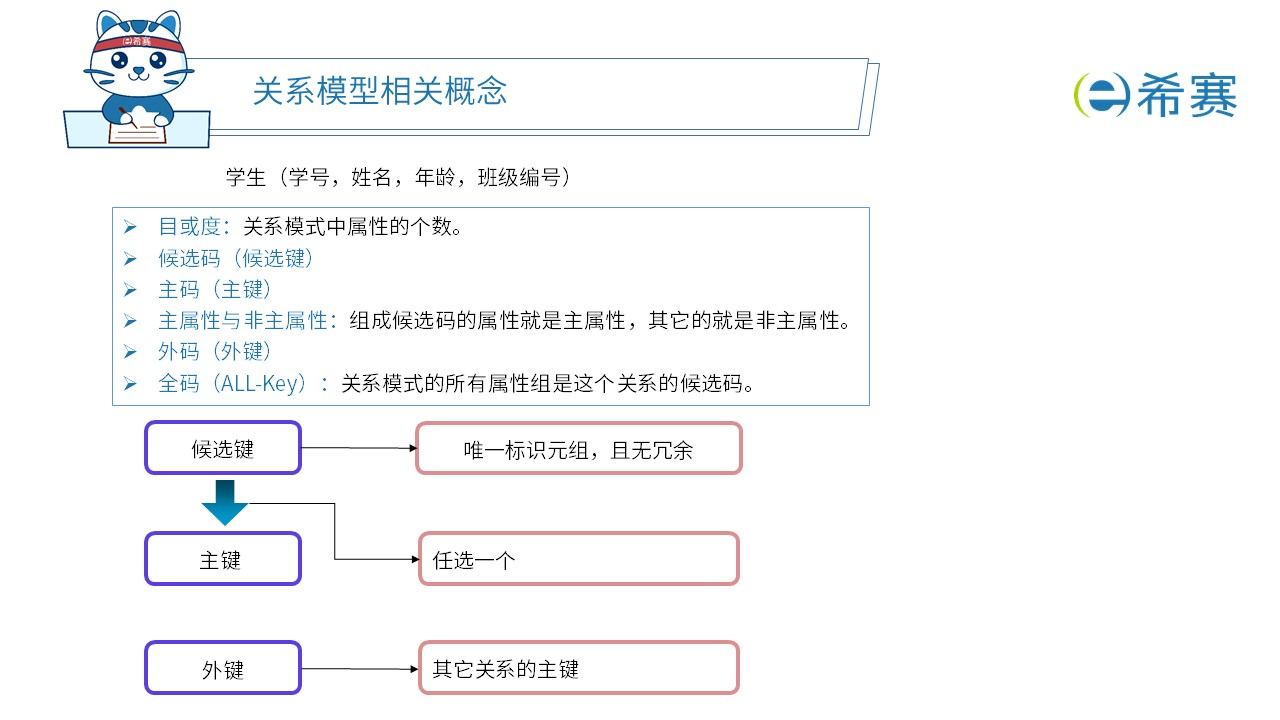 希赛
关系模型相关概念
希赛
学生（学号，姓名，年龄，班级编号）
目或度：关系模式中属性的个数。
候选码（候选键）
主码（主键）
主属性与非主属性：组成候选码的属性就是主属性，其它的就是非主属性。
外码（外键）
全码（ALL-Key）：关系模式的所有属性组是这个关系的候选码。
候选键
唯一标识元组，且无冗余
主键
任选一个
外键
其它关系的主键